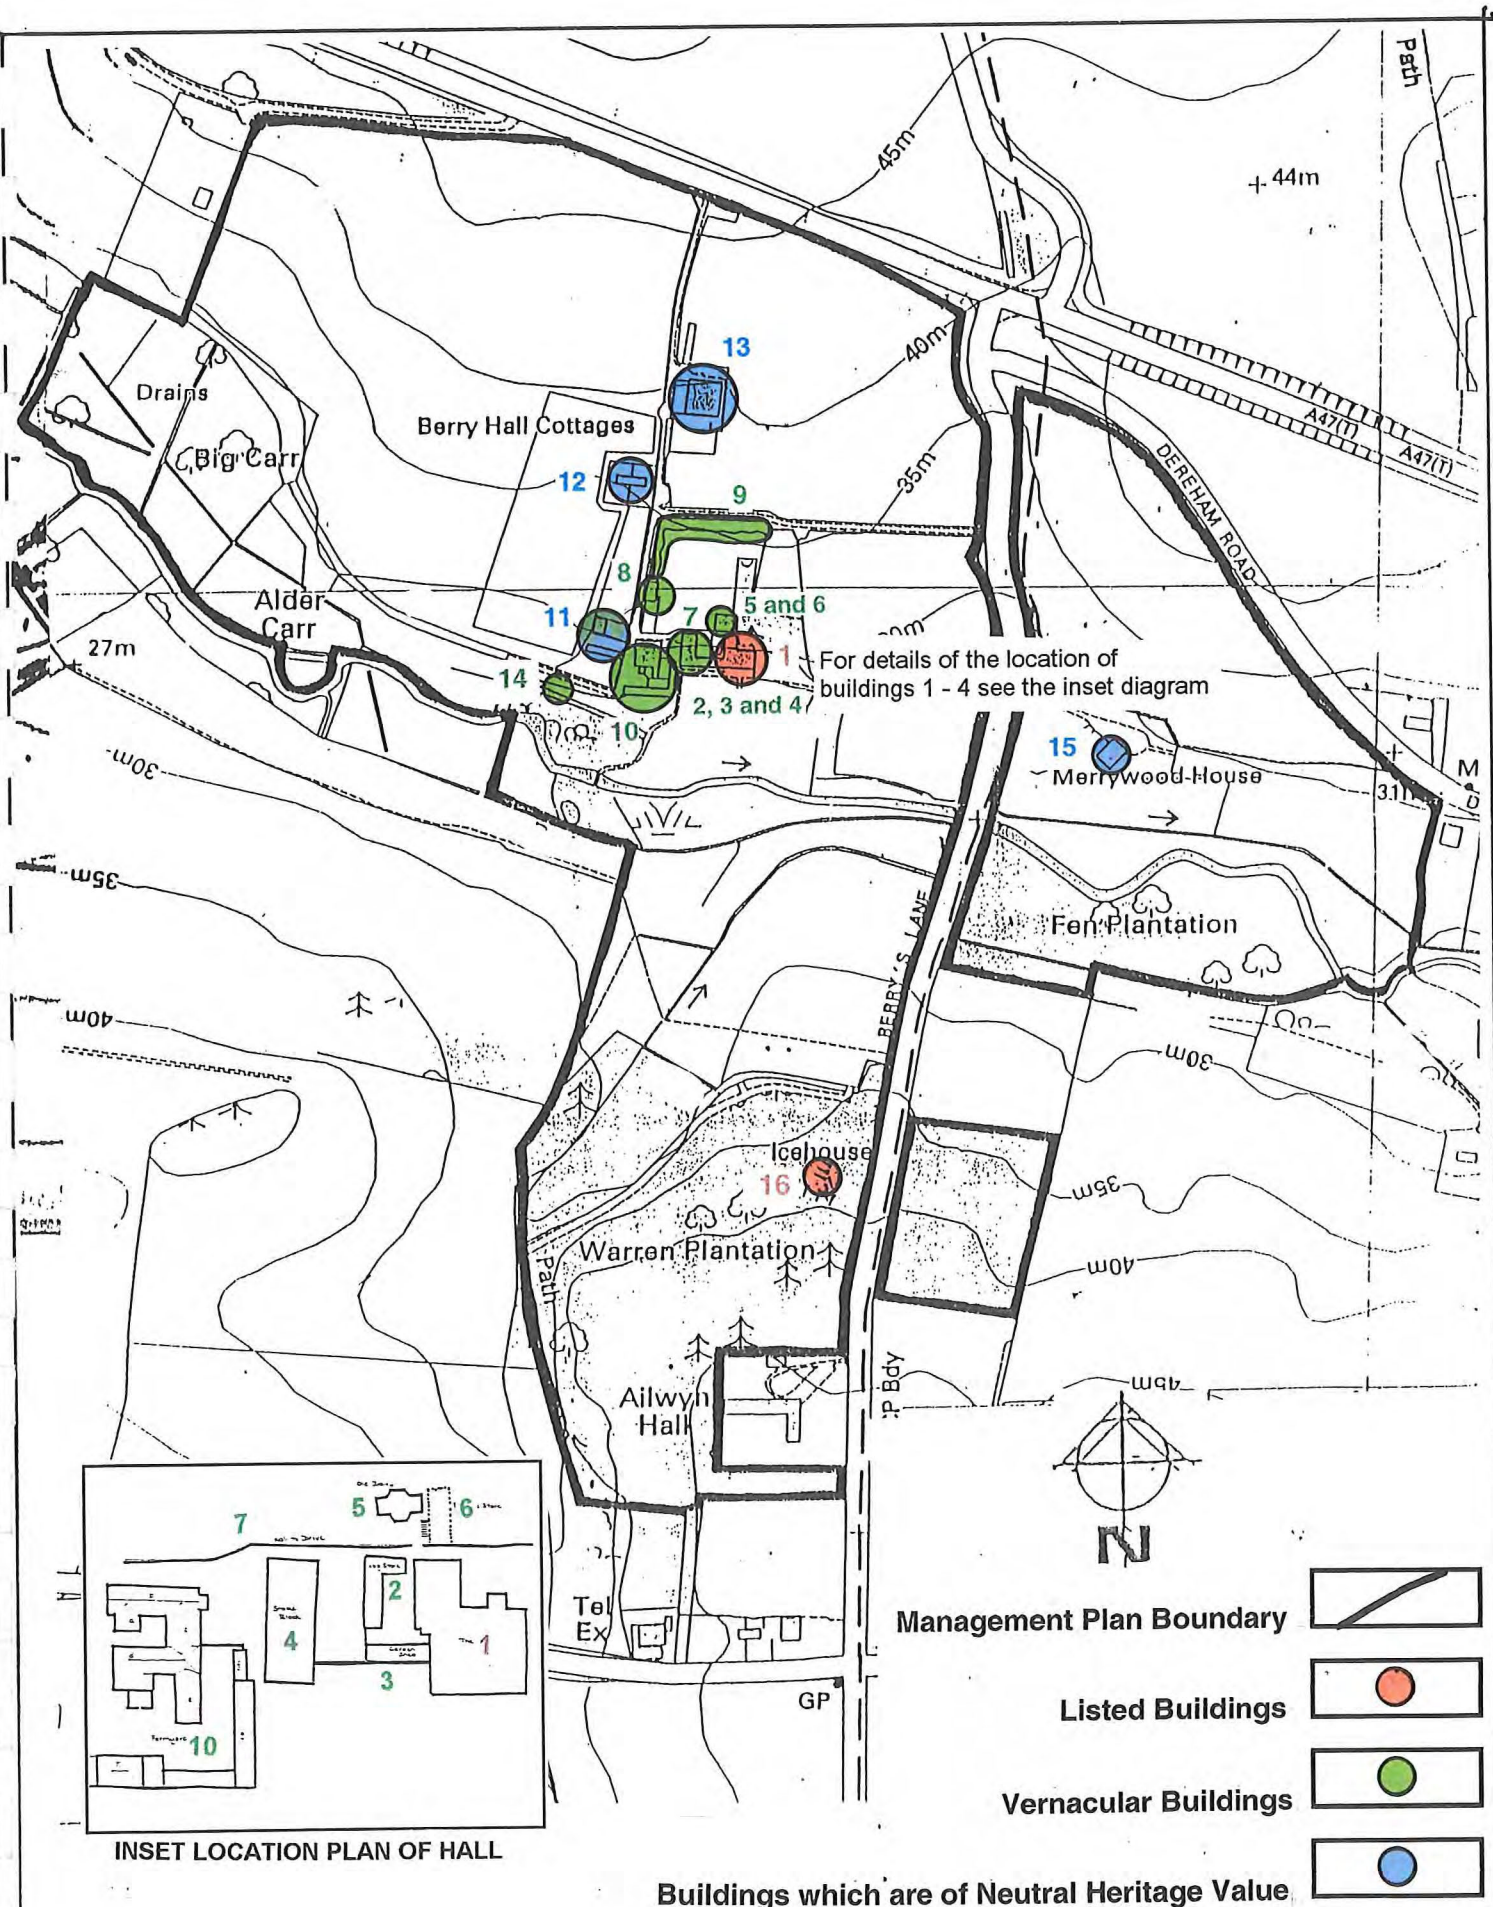 Path
45m
44m
13
40m
Drains
Berry Hall Cottages
A47(T)
A47(T)
Big Carr
12
35m
DEREHAM ROAD
9
8
Alder
Carr
5 and 6
11
7
27m
1
For details of the location of
buildings 1 - 4 see the inset diagram
14
2, 3 and 4
10
15
30m
Merrywood House
M
31m
35m
BERRY'S LANE
Fen Plantation
40m
30m
Icehouse
16
35m
Warren Plantation
Path
40m
45m
Ailwyn
Hall
CP Bdy
5
6
7
2
4
1
3
10
N
Tel
Ex
GP
Management Plan Boundary
Listed Buildings
Vernacular Buildings
INSET LOCATION PLAN OF HALL
Buildings which are of Neutral Heritage Value